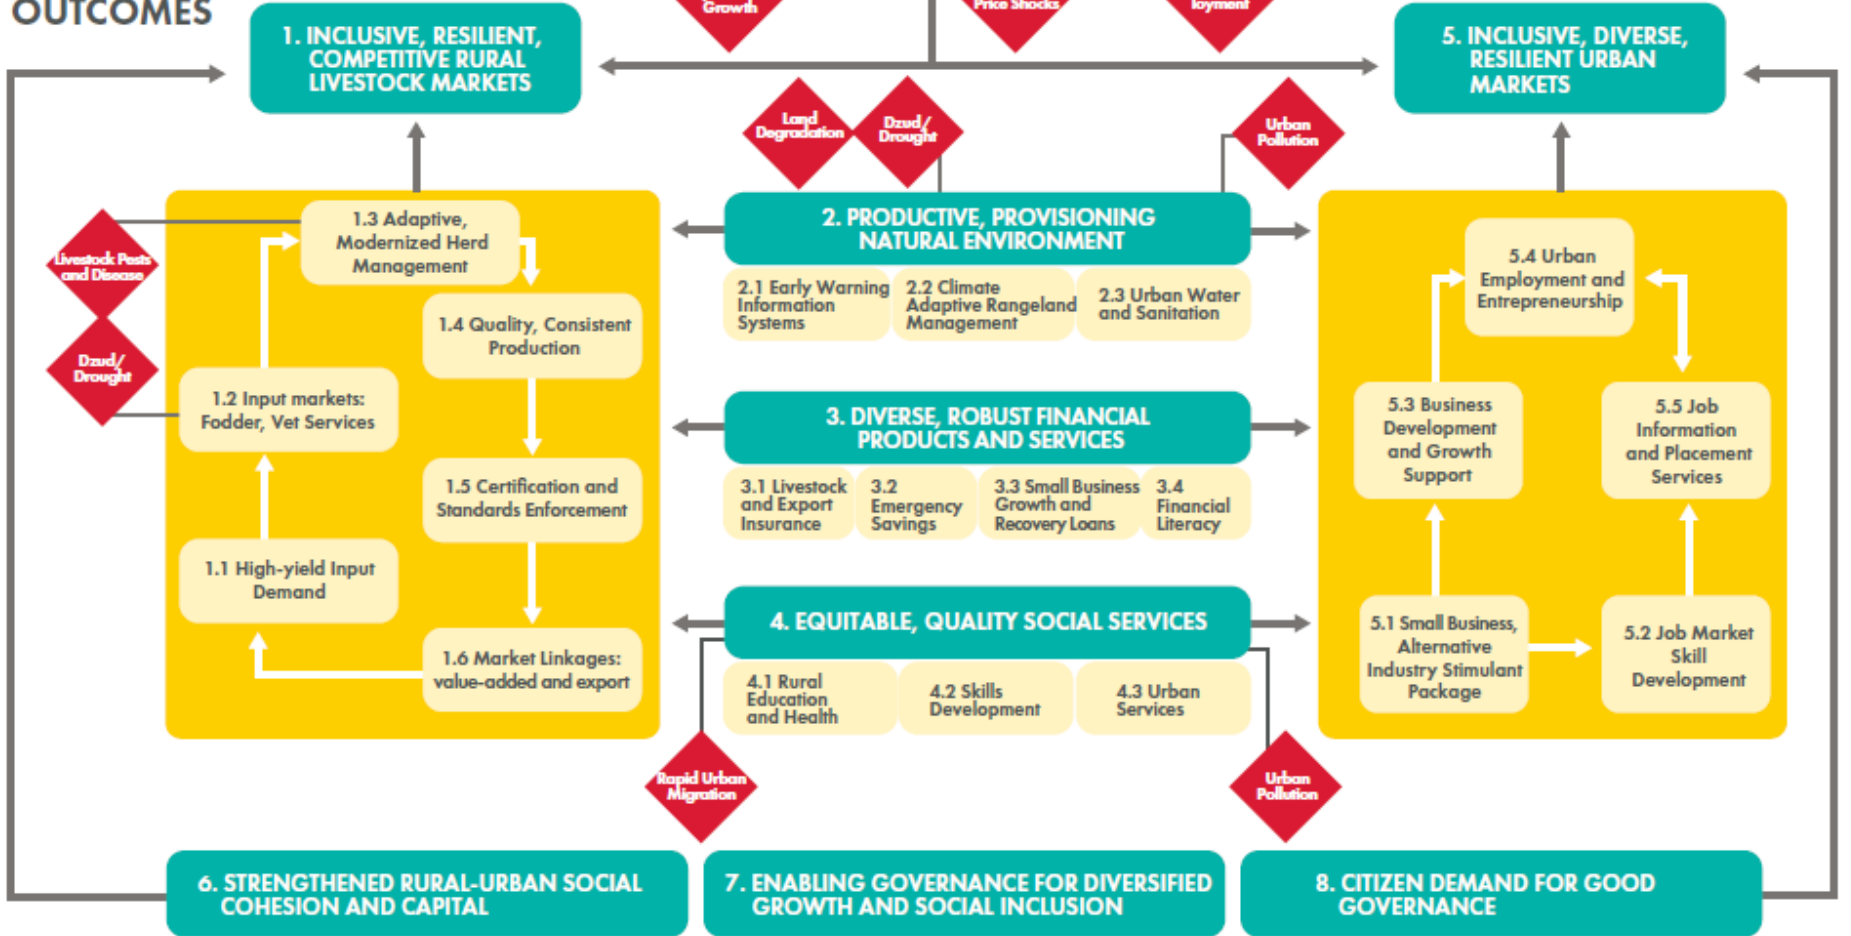 OUTCOMES
Growth
Price Shocks
loyment
1. INCLUSIVE, RESILIENT,
COMPETITIVE RURAL
LIVESTOCK MARKETS
5. INCLUSIVE, DIVERSE,
RESILIENT URBAN
MARKETS
Land
Degradation
Dzud/
Drought
Urban
Pollution
Livestock Pests
and Disease
Dzud/
Drought
1.3 Adaptive,
Modernized Herd
Management
1.4 Quality, Consistent
Production
1.2 Input markets:
Fodder, Vet Services
1.5 Certification and
Standards Enforcement
1.1 High-yield Input
Demand
1.6 Market Linkages:
value-added and export
2. PRODUCTIVE, PROVISIONING
NATURAL ENVIRONMENT
2.1 Early Warning
Information
Systems
2.2 Climate
Adaptive Rangeland
Management
2.3 Urban Water
and Sanitation
3. DIVERSE, ROBUST FINANCIAL
PRODUCTS AND SERVICES
3.1 Livestock
and Export
Insurance
3.2
Emergency
Savings
3.3 Small Business
Growth and
Recovery Loans
3.4
Financial
Literacy
4. EQUITABLE, QUALITY SOCIAL SERVICES
4.1 Rural
Education
and Health
4.2 Skills
Development
4.3 Urban
Services
5.4 Urban
Employment and
Entrepreneurship
5.3 Business
Development
and Growth
Support
5.5 Job
Information
and Placement
Services
5.1 Small Business,
Alternative
Industry Stimulant
Package
5.2 Job Market
Skill
Development
Rapid Urban
Migration
Urban
Pollution
6. STRENGTHENED RURAL-URBAN SOCIAL
COHESION AND CAPITAL
7. ENABLING GOVERNANCE FOR DIVERSIFIED
GROWTH AND SOCIAL INCLUSION
8. CITIZEN DEMAND FOR GOOD
GOVERNANCE